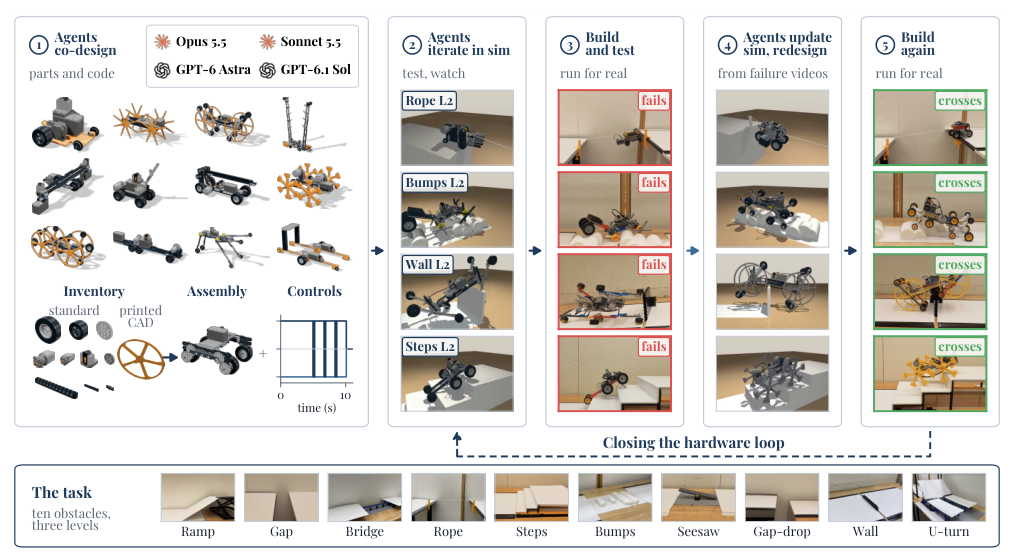 1 Agents
co-design
parts and code
Opus 5.5
Sonnet 5.5
GPT-6 Astra
GPT-6.1 Sol
Inventory
Assembly
Controls
standard
printed
CAD
+
0
10
time (s)
2 Agents
iterate in sim
test, watch
Rope L2
Bumps L2
Wall L2
Steps L2
3 Build
and test
run for real
fails
fails
fails
fails
4 Agents update
sim, redesign
from failure videos
5 Build
again
run for real
crosses
crosses
crosses
crosses
Closing the hardware loop
The task
ten obstacles,
three levels
Ramp
Gap
Bridge
Rope
Steps
Bumps
Seesaw
Gap-drop
Wall
U-turn